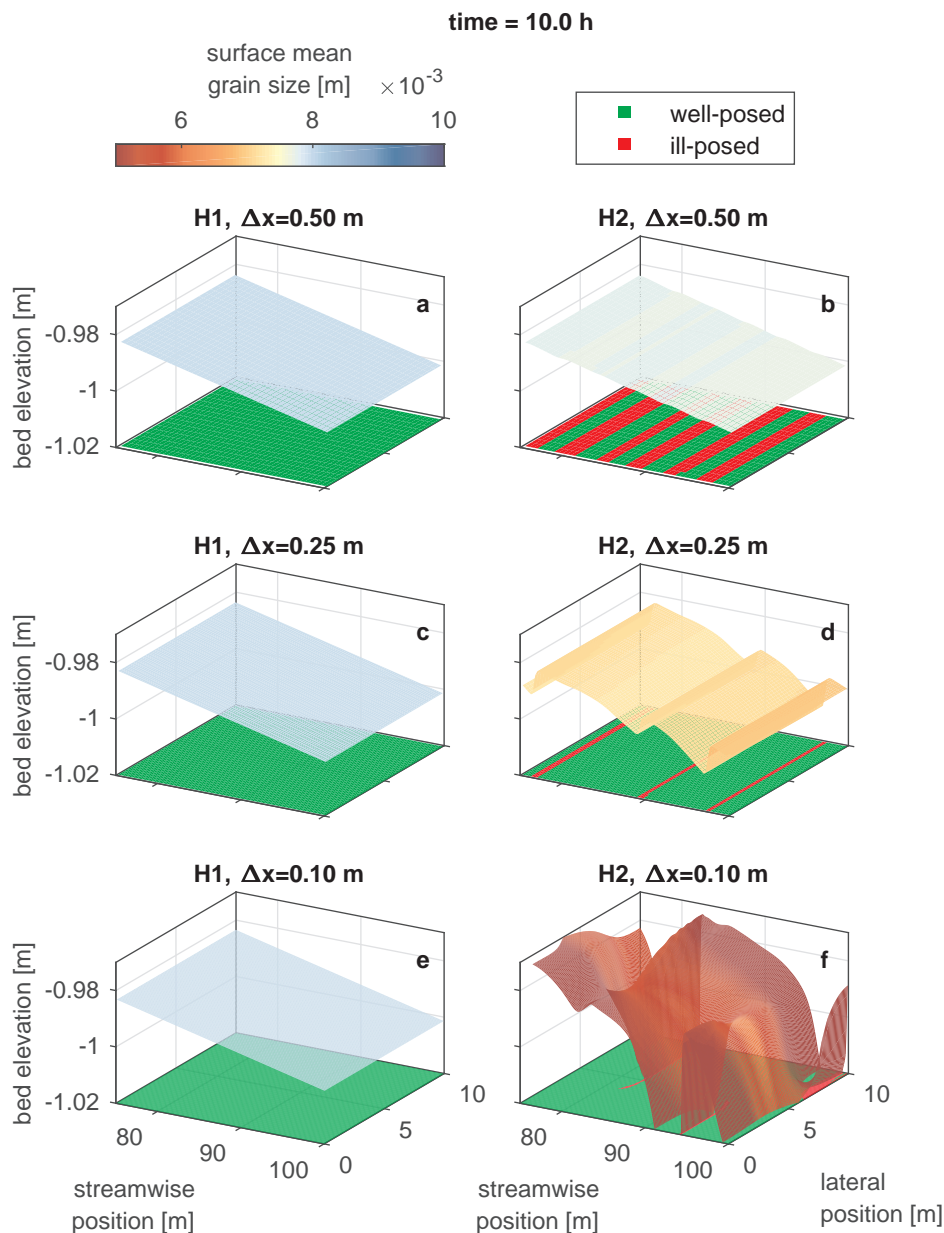 time = 10.0 h
surface mean
grain size [m]
×10⁻³
6 8 10
well-posed
ill-posed
H1, Δx=0.50 m
H2, Δx=0.50 m
a
b
bed elevation [m]
-0.98
-1
-1.02
H1, Δx=0.25 m
H2, Δx=0.25 m
c
d
bed elevation [m]
-0.98
-1
-1.02
H1, Δx=0.10 m
H2, Δx=0.10 m
e
f
bed elevation [m]
-0.98
-1
-1.02
80 90 100
0 5 10
80 90 100
0 5 10
streamwise
position [m]
streamwise
position [m]
lateral
position [m]